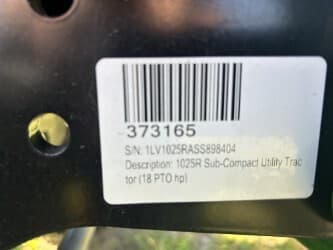 373165
S/N: 1LV1025RASS898404
Description: 1025R Sub-Compact Utility Trac
tor (18 PTO hp)